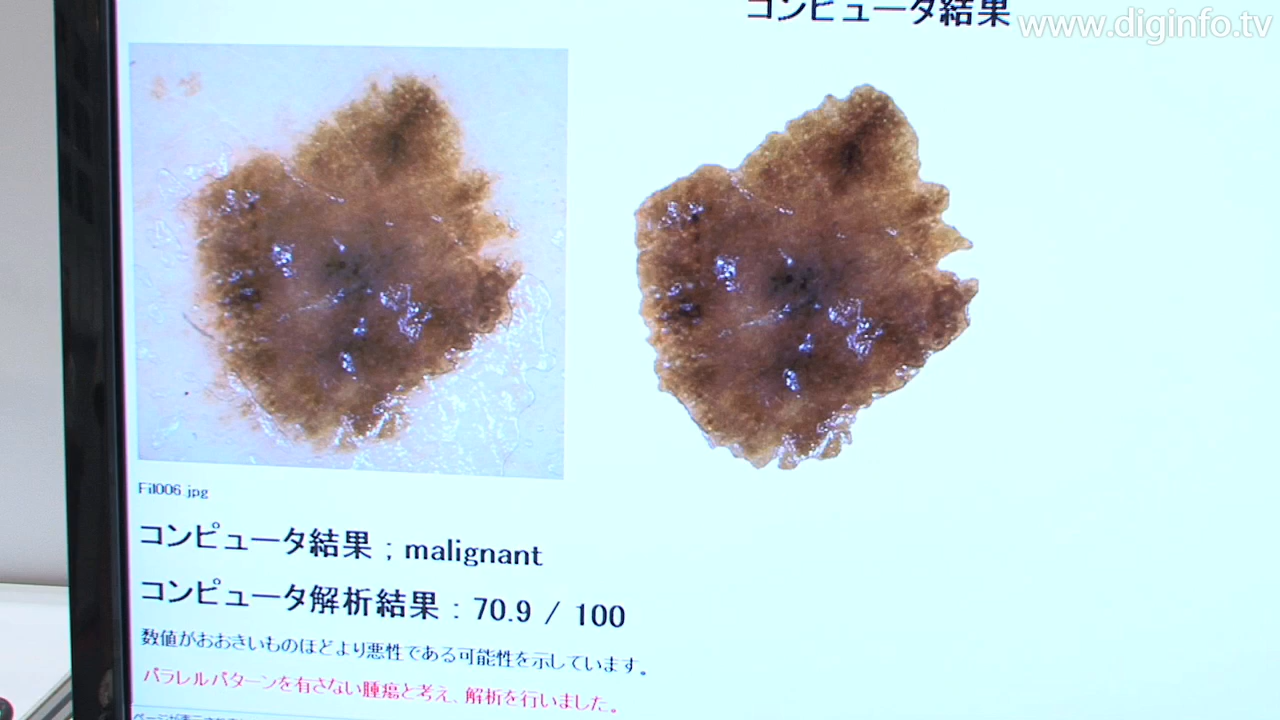 コンピュータ結果
www.diginfo.tv
Fil006.jpg
コンピュータ結果 ; malignant
コンピュータ解析結果 : 70.9 / 100
数値がおおきいものほどより悪性である可能性を示しています。
パラレルパターンを有さない腫瘍と考え、解析を行いました。